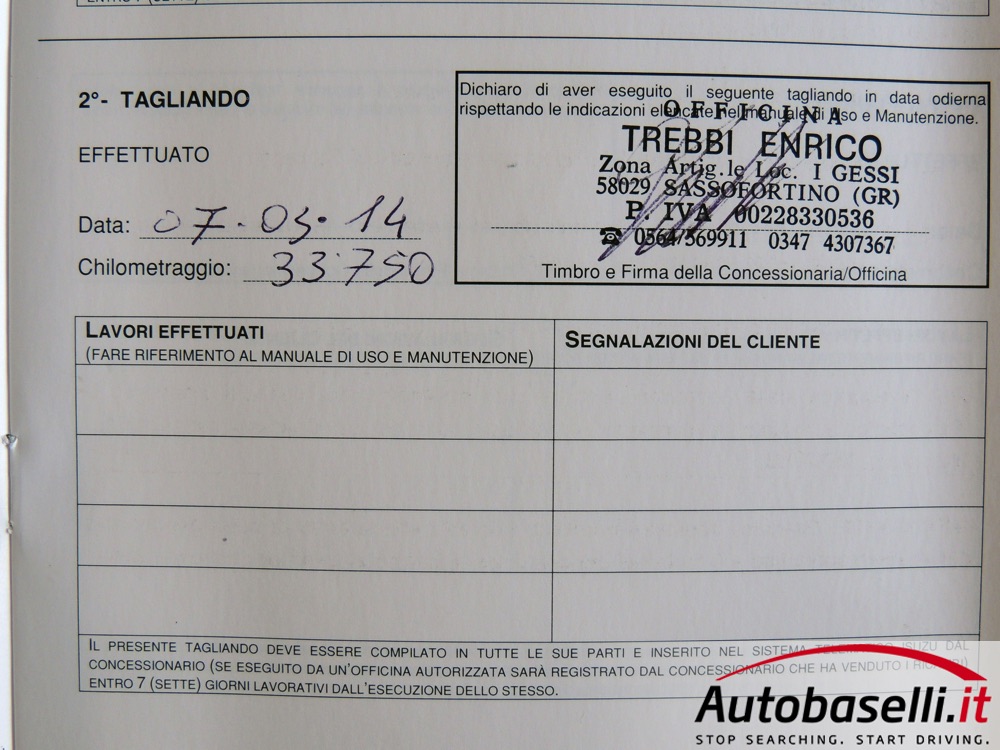 2°- TAGLIANDO
EFFETTUATO
Data: 07-03-14
Chilometraggio: 33750
Dichiaro di aver eseguito il seguente tagliando in data odierna
rispettando le indicazioni elencate nel manuale di Uso e Manutenzione.
OFFICINA
TREBBI ENRICO
Zona Artig.le Loc. I GESSI
58029 SASSOFORTINO (GR)
P. IVA 00228330536
☎ 0564/569911 0347 4307367
Timbro e Firma della Concessionaria/Officina
LAVORI EFFETTUATI
(FARE RIFERIMENTO AL MANUALE DI USO E MANUTENZIONE)
SEGNALAZIONI DEL CLIENTE
IL PRESENTE TAGLIANDO DEVE ESSERE COMPILATO IN TUTTE LE SUE PARTI E INSERITO NEL SISTEMA TELEMATICO ISUZU DAL
CONCESSIONARIO (SE ESEGUITO DA UN'OFFICINA AUTORIZZATA SARÀ REGISTRATO DAL CONCESSIONARIO CHE HA VENDUTO I RICAMBI)
ENTRO 7 (SETTE) GIORNI LAVORATIVI DALL'ESECUZIONE DELLO STESSO.
Autobaselli.it
STOP SEARCHING. START DRIVING.